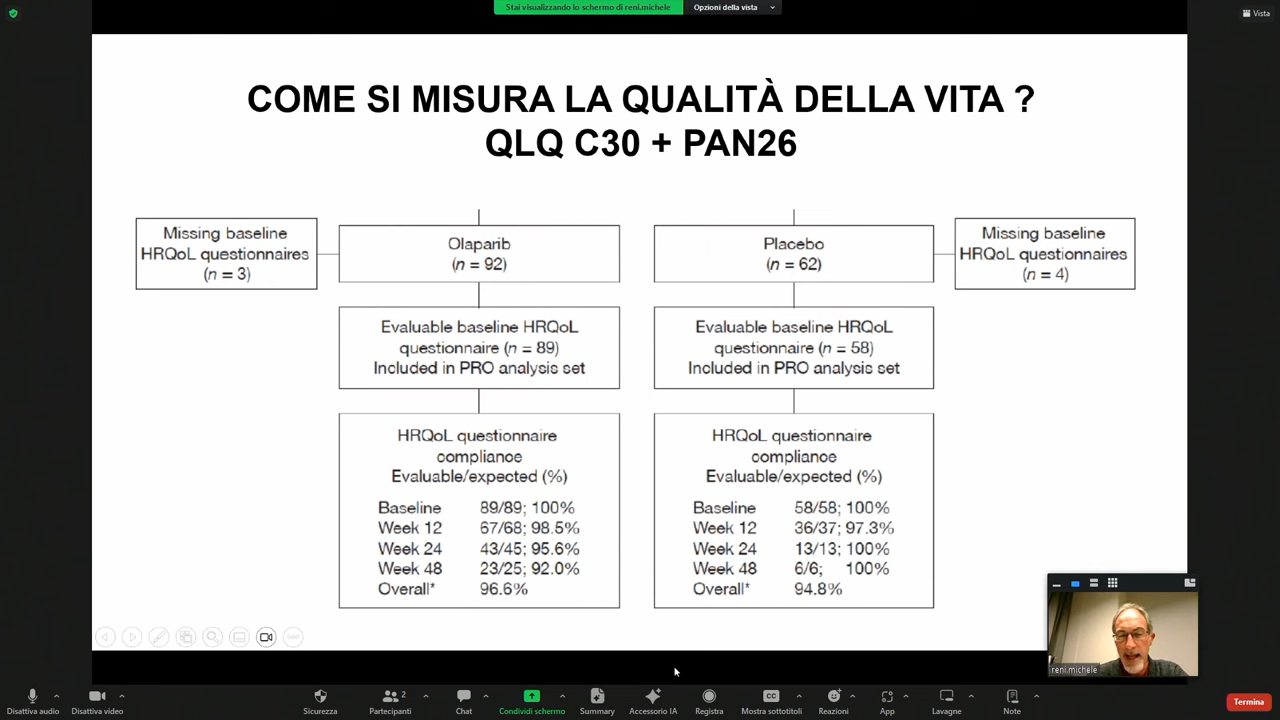 Stai visualizzando lo schermo di reni.michele
Opzioni della vista
Vista
COME SI MISURA LA QUALITÀ DELLA VITA ?
QLQ C30 + PAN26
Missing baseline
HRQoL questionnaires
(n = 3)
Olaparib
(n = 92)
Placebo
(n = 62)
Missing baseline
HRQoL questionnaires
(n = 4)
Evaluable baseline HRQoL
questionnaire (n = 89)
Included in PRO analysis set
Evaluable baseline HRQoL
questionnaire (n = 58)
Included in PRO analysis set
HRQoL questionnaire
compliance
Evaluable/expected (%)
Baseline 89/89; 100%
Week 12 67/68; 98.5%
Week 24 43/45; 95.6%
Week 48 23/25; 92.0%
Overall* 96.6%
HRQoL questionnaire
compliance
Evaluable/expected (%)
Baseline 58/58; 100%
Week 12 36/37; 97.3%
Week 24 13/13; 100%
Week 48 6/6; 100%
Overall* 94.8%
reni.michele
Disattiva audio
Disattiva video
Sicurezza
Partecipanti 2
Chat
Condividi schermo
Summary
Accessorio IA
Registra
Mostra sottotitoli
Reazioni
App
Lavagne
Note
Termina